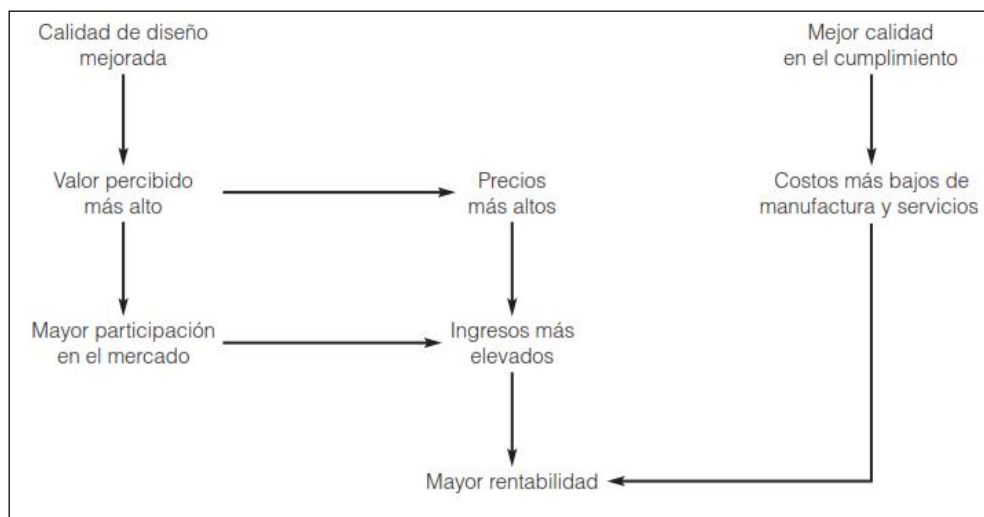 Calidad de diseño
mejorada
Mejor calidad
en el cumplimiento
Valor percibido
más alto
Precios
más altos
Costos más bajos de
manufactura y servicios
Mayor participación
en el mercado
Ingresos más
elevados
Mayor rentabilidad